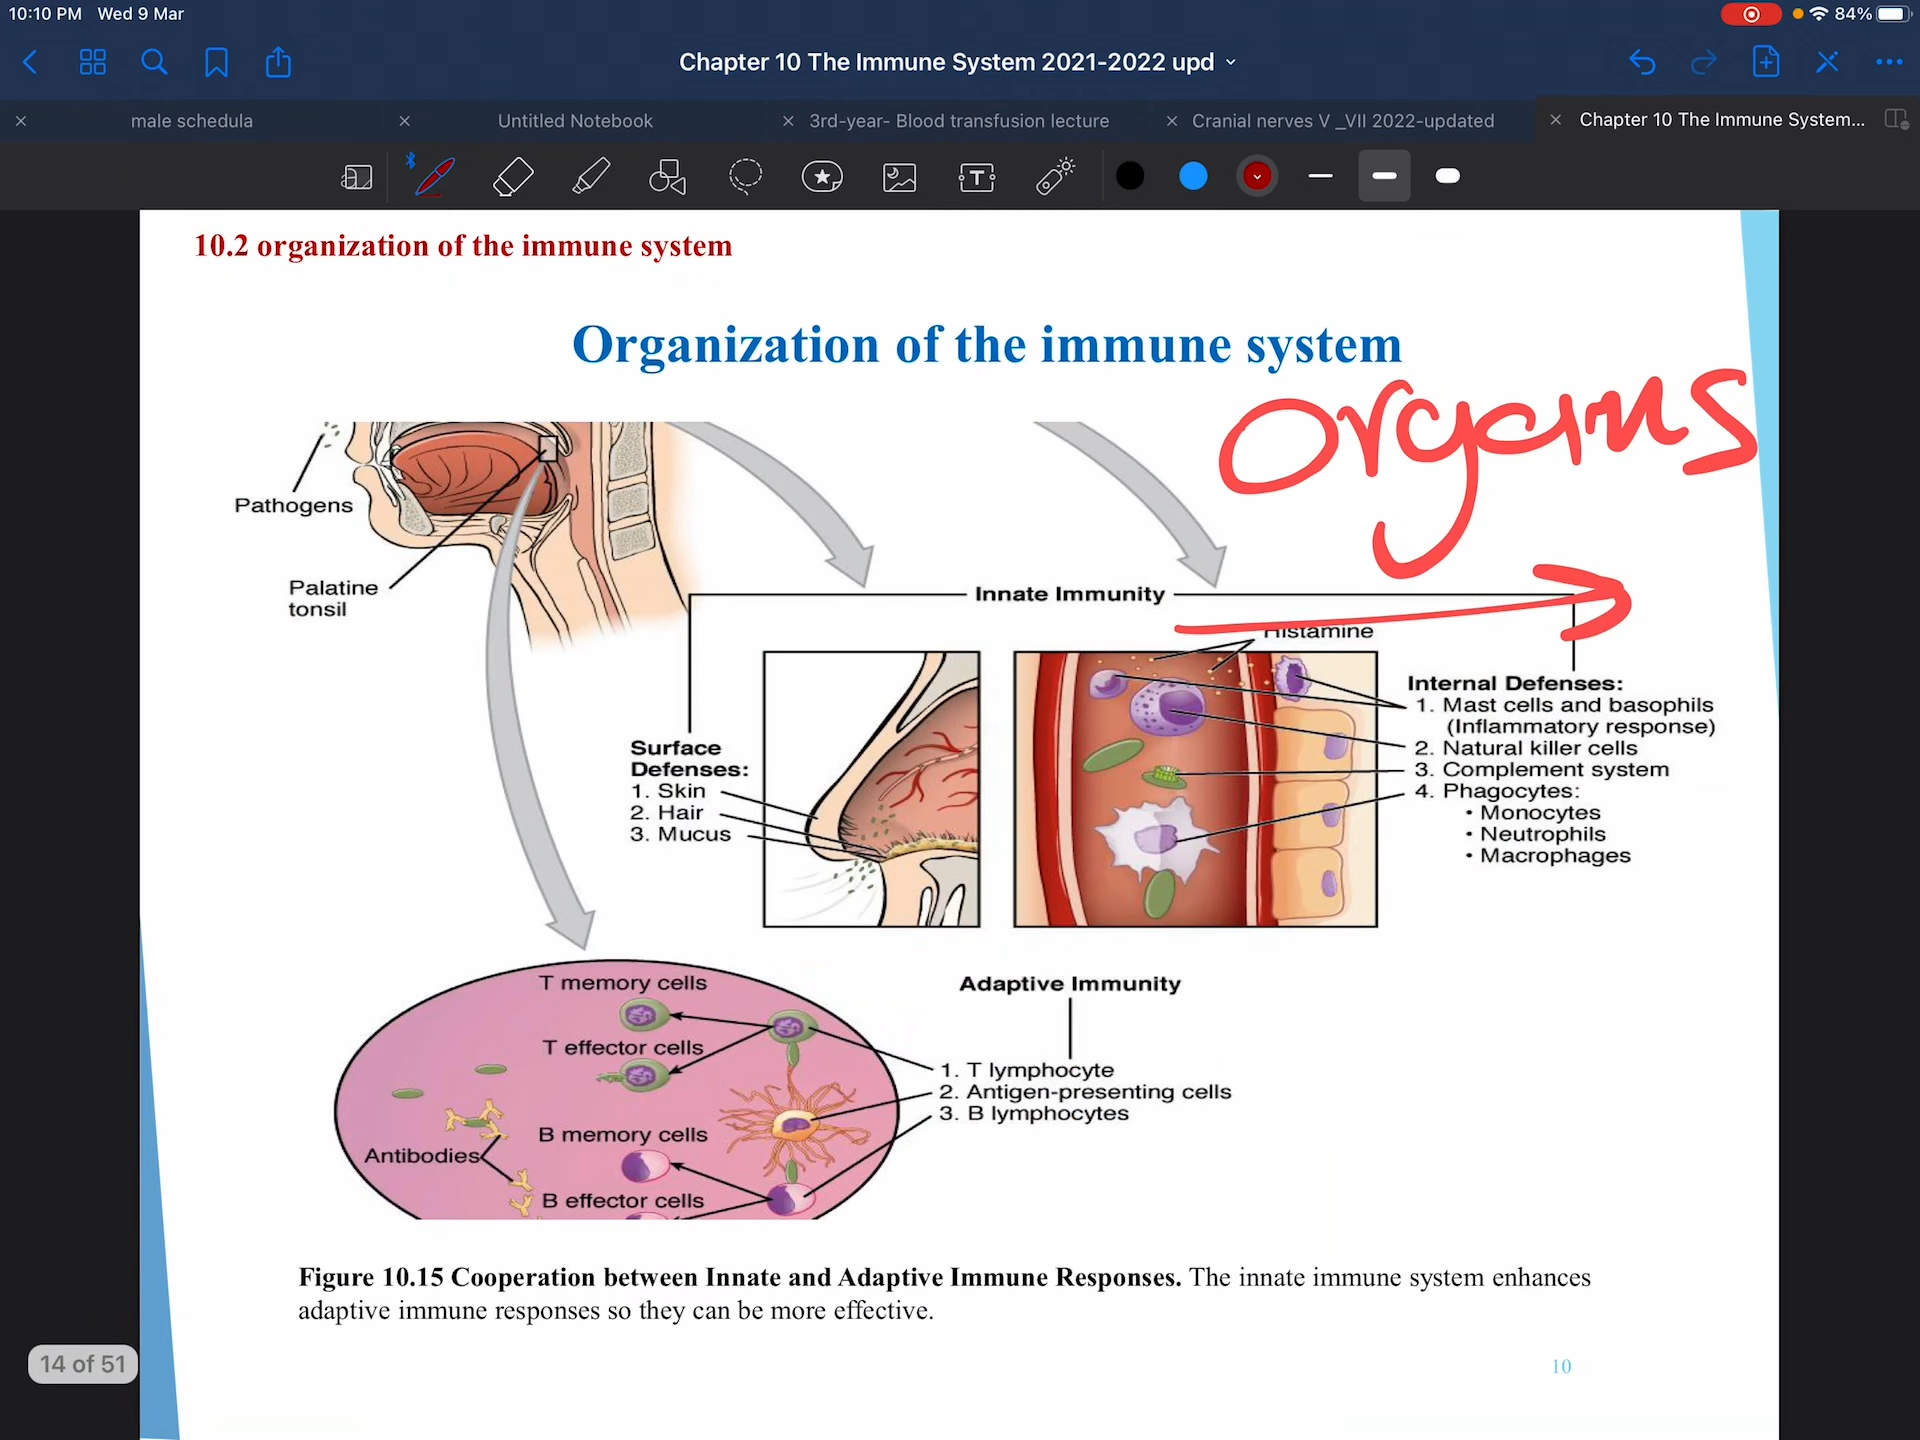 10:10 PM Wed 9 Mar
84%
Chapter 10 The Immune System 2021-2022 upd
male schedula
Untitled Notebook
3rd-year- Blood transfusion lecture
Cranial nerves V _VII 2022-updated
Chapter 10 The Immune System...
10.2 organization of the immune system
Organization of the immune system
organs
Pathogens
Palatine
tonsil
Innate Immunity
Histamine
Surface
Defenses:
1. Skin
2. Hair
3. Mucus
Internal Defenses:
1. Mast cells and basophils
(Inflammatory response)
2. Natural killer cells
3. Complement system
4. Phagocytes:
• Monocytes
• Neutrophils
• Macrophages
T memory cells
T effector cells
B memory cells
Antibodies
B effector cells
Adaptive Immunity
1. T lymphocyte
2. Antigen-presenting cells
3. B lymphocytes
Figure 10.15 Cooperation between Innate and Adaptive Immune Responses. The innate immune system enhances
adaptive immune responses so they can be more effective.
14 of 51
10